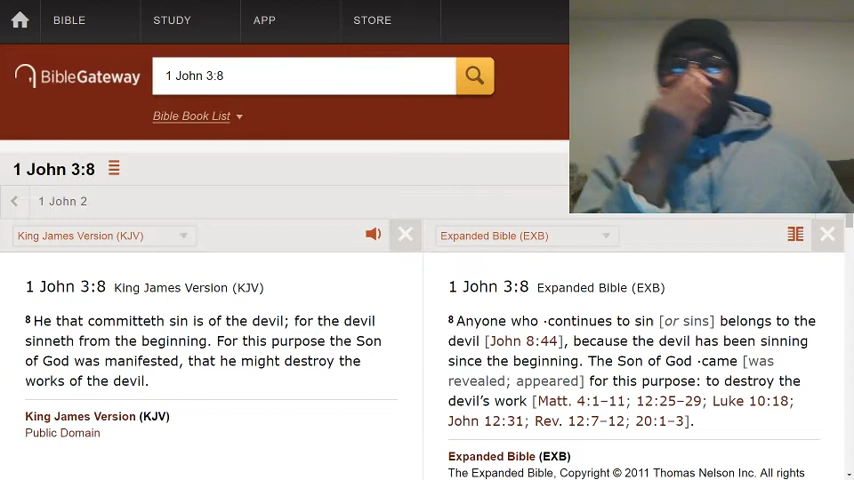 BIBLE STUDY APP STORE
BibleGateway
1 John 3:8
Bible Book List
1 John 3:8
1 John 2
King James Version (KJV)
Expanded Bible (EXB)
1 John 3:8 King James Version (KJV)
8 He that committeth sin is of the devil; for the devil
sinneth from the beginning. For this purpose the Son
of God was manifested, that he might destroy the
works of the devil.
King James Version (KJV)
Public Domain
1 John 3:8 Expanded Bible (EXB)
8 Anyone who ·continues to sin [or sins] belongs to the
devil [John 8:44], because the devil has been sinning
since the beginning. The Son of God ·came [was
revealed; appeared] for this purpose: to destroy the
devil’s work [Matt. 4:1–11; 12:25–29; Luke 10:18;
John 12:31; Rev. 12:7–12; 20:1–3].
Expanded Bible (EXB)
The Expanded Bible, Copyright © 2011 Thomas Nelson Inc. All rights